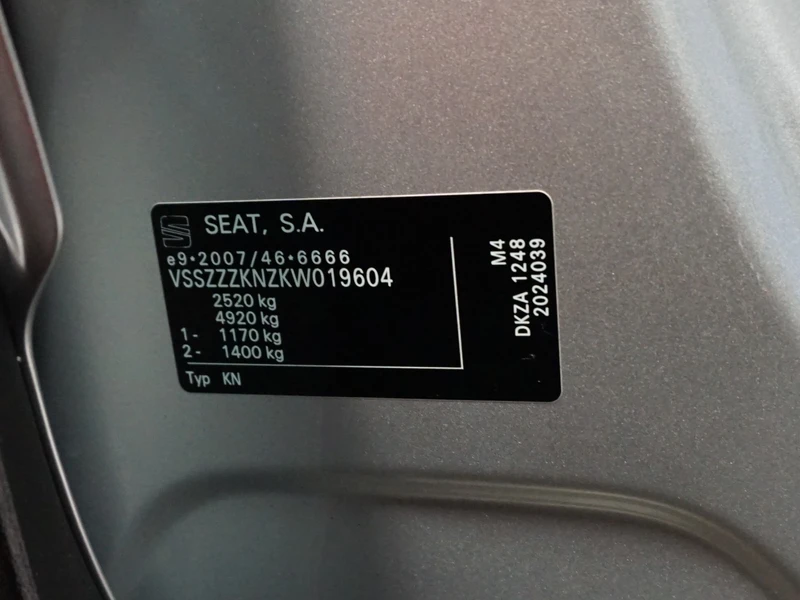 SEAT, S.A.
e9*2007/46*6666
VSSZZZKNZKW019604
2520 kg
4920 kg
1- 1170 kg
2- 1400 kg
Typ KN
M4
DKZA 1248
2024039